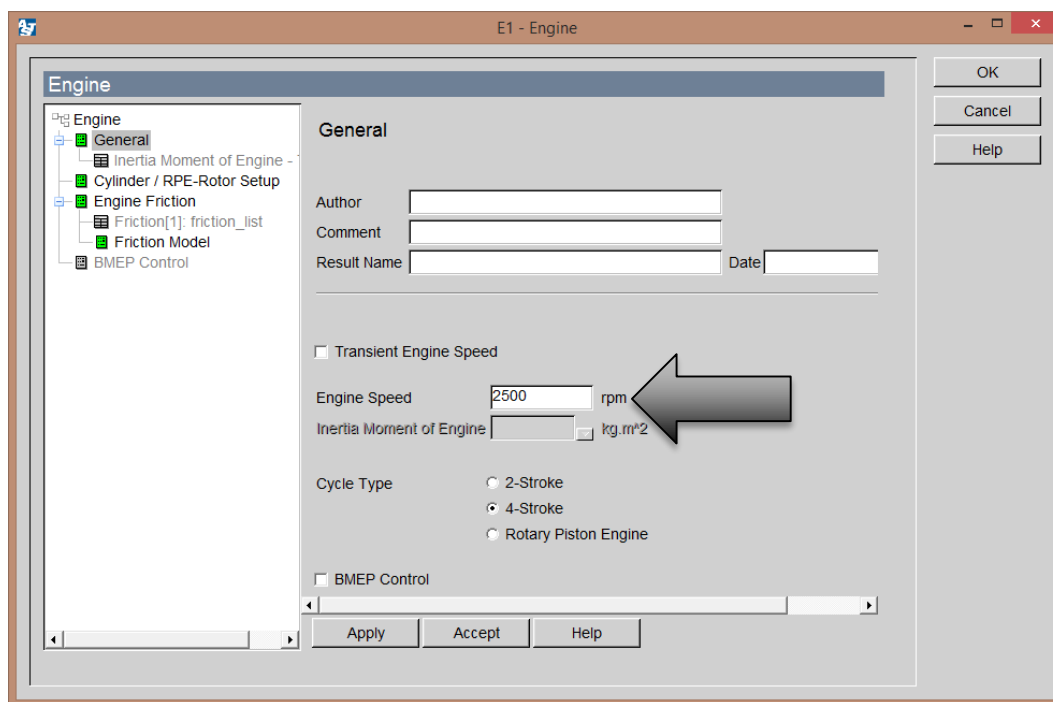 E1 - Engine
OK
Cancel
Help
Engine
Engine
General
Inertia Moment of Engine -
Cylinder / RPE-Rotor Setup
Engine Friction
Friction[1]: friction_list
Friction Model
BMEP Control
General
Author
Comment
Result Name Date
Transient Engine Speed
Engine Speed 2500 rpm
Inertia Moment of Engine kg.m^2
Cycle Type 2-Stroke
4-Stroke
Rotary Piston Engine
BMEP Control
Apply Accept Help